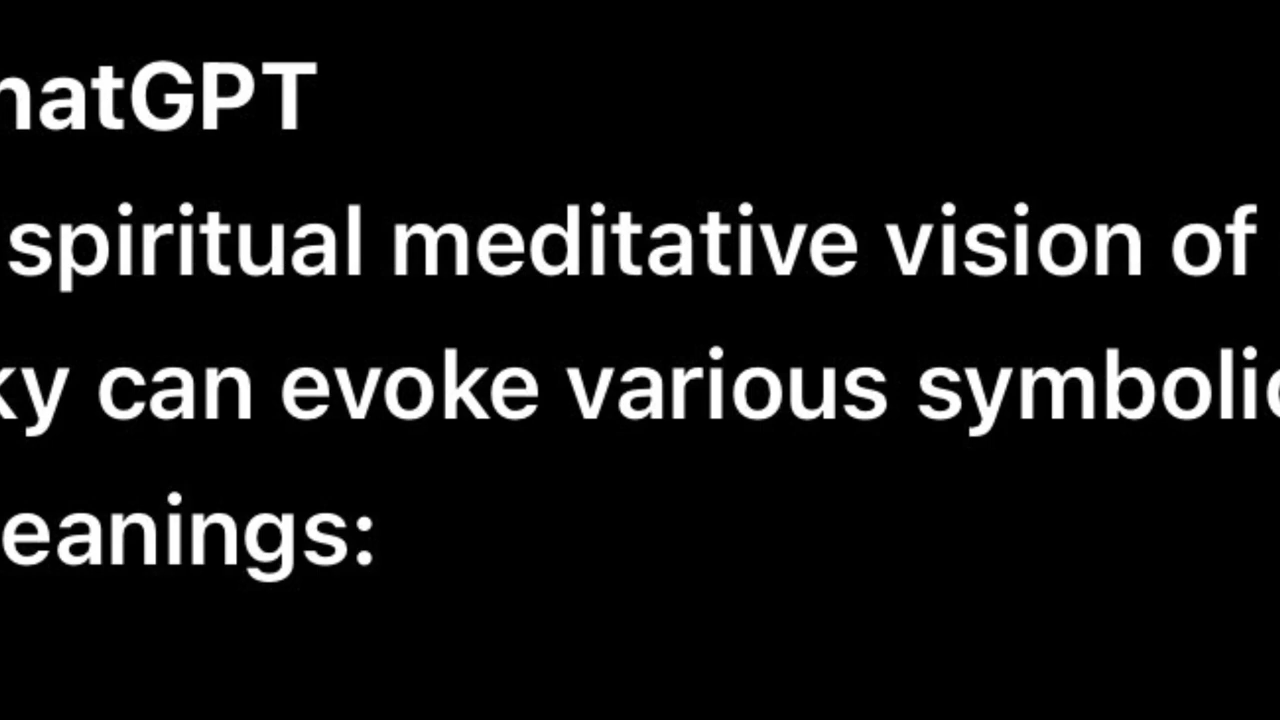 hatGPT
spiritual meditative vision of
ky can evoke various symbolic
eanings: